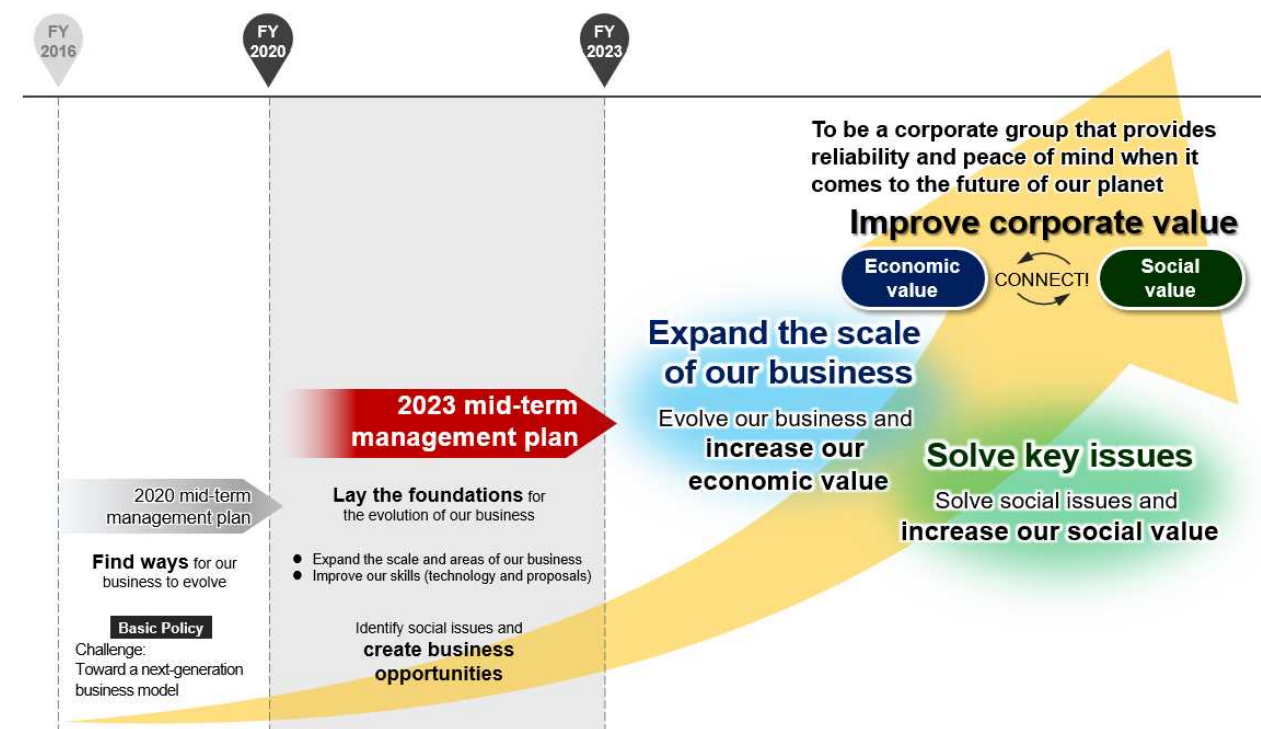 FY
2016
FY
2020
FY
2023
To be a corporate group that provides
reliability and peace of mind when it
comes to the future of our planet
Improve corporate value
Economic
value
CONNECT!
Social
value
Expand the scale
of our business
Evolve our business and
increase our
economic value
Solve key issues
Solve social issues and
increase our social value
2023 mid-term
management plan
Lay the foundations for
the evolution of our business
● Expand the scale and areas of our business
● Improve our skills (technology and proposals)
Identify social issues and
create business
opportunities
2020 mid-term
management plan
Find ways for our
business to evolve
Basic Policy
Challenge:
Toward a next-generation
business model